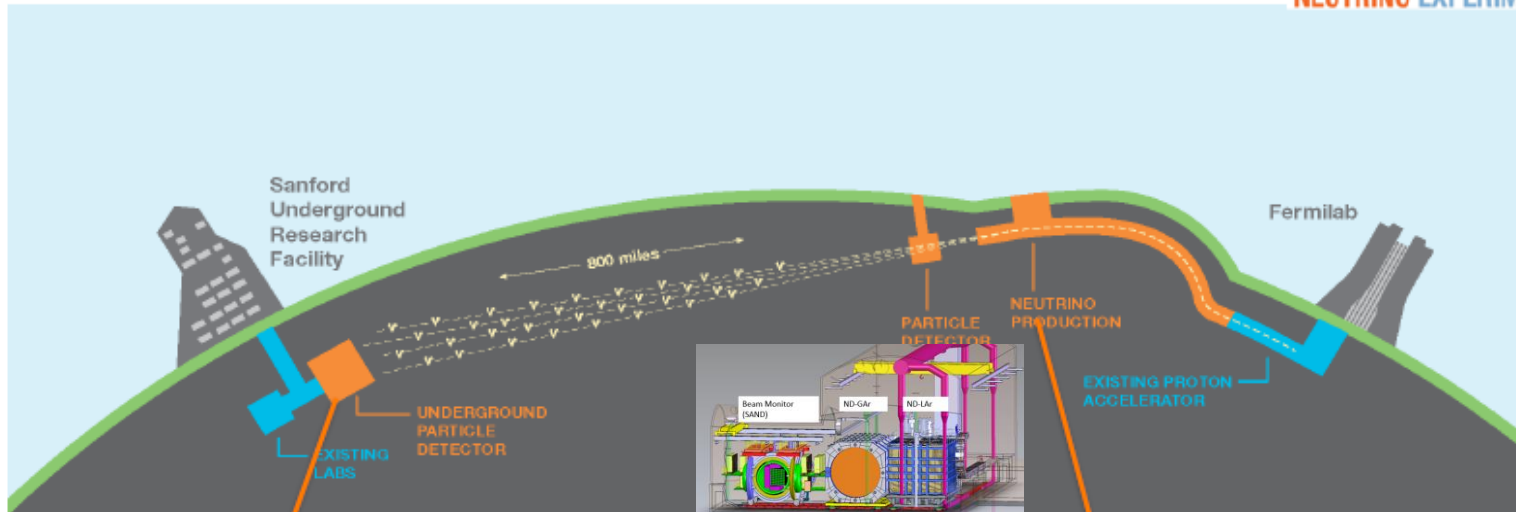 NEUTRINO
Sanford
Underground
Research
Facility
Fermilab
800 miles
NEUTRINO
PRODUCTION
PARTICLE
DETECTOR
EXISTING PROTON
ACCELERATOR
UNDERGROUND
PARTICLE
DETECTOR
EXISTING
LABS
Beam Monitor
(SAND)
ND-GAr
ND-LAr